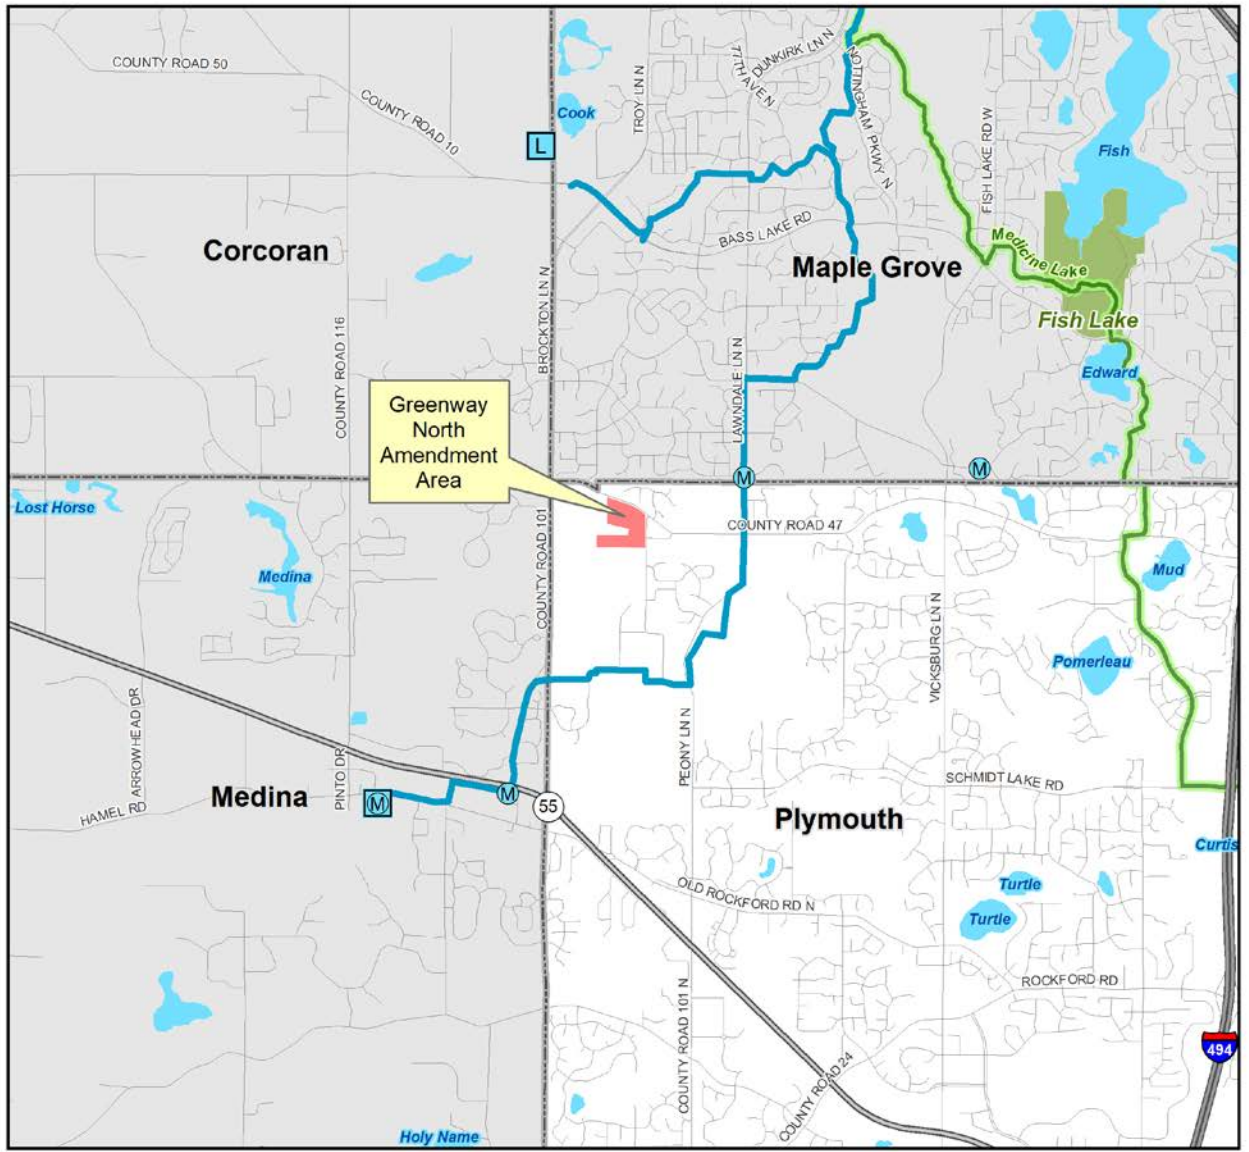 COUNTY ROAD 50
COUNTY ROAD 10
Cook
L
TROY LN N
77TH AVE N
DUNKIRK LN N
NOTTINGHAM PKWY N
FISH LAKE RD W
Fish
BASS LAKE RD
Medicine Lake
Corcoran
Maple Grove
Fish Lake
BROCKTON LN N
COUNTY ROAD 116
LAWNDALE LN N
Edward
Greenway
North
Amendment
Area
M
M
Lost Horse
COUNTY ROAD 101
COUNTY ROAD 47
Medina
Mud
VICKSBURG LN N
Pomerleau
ARROWHEAD DR
PINTO DR
PEONY LN N
SCHMIDT LAKE RD
HAMEL RD
Medina
M
M
55
Plymouth
Curtis
OLD ROCKFORD RD N
Turtle
Turtle
ROCKFORD RD
COUNTY ROAD 101 N
COUNTY ROAD 24
494
Holy Name